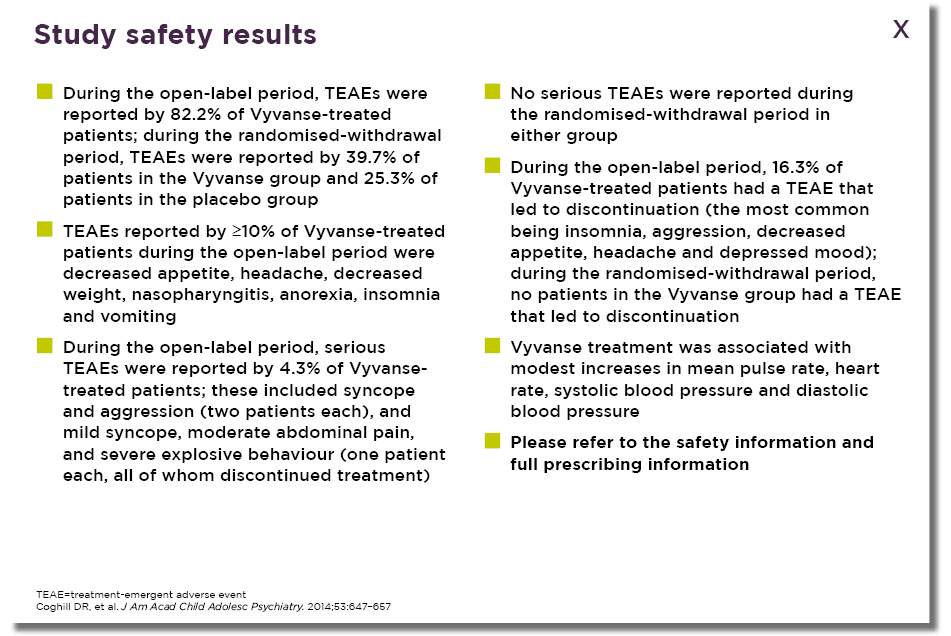 Study safety results
X
During the open-label period, TEAEs were
reported by 82.2% of Vyvanse-treated
patients; during the randomised-withdrawal
period, TEAEs were reported by 39.7% of
patients in the Vyvanse group and 25.3% of
patients in the placebo group
TEAEs reported by ≥10% of Vyvanse-treated
patients during the open-label period were
decreased appetite, headache, decreased
weight, nasopharyngitis, anorexia, insomnia
and vomiting
During the open-label period, serious
TEAEs were reported by 4.3% of Vyvanse-
treated patients; these included syncope
and aggression (two patients each), and
mild syncope, moderate abdominal pain,
and severe explosive behaviour (one patient
each, all of whom discontinued treatment)
No serious TEAEs were reported during
the randomised-withdrawal period in
either group
During the open-label period, 16.3% of
Vyvanse-treated patients had a TEAE that
led to discontinuation (the most common
being insomnia, aggression, decreased
appetite, headache and depressed mood);
during the randomised-withdrawal period,
no patients in the Vyvanse group had a TEAE
that led to discontinuation
Vyvanse treatment was associated with
modest increases in mean pulse rate, heart
rate, systolic blood pressure and diastolic
blood pressure
Please refer to the safety information and
full prescribing information
TEAE=treatment-emergent adverse event
Coghill DR, et al. J Am Acad Child Adolesc Psychiatry. 2014;53:647–657